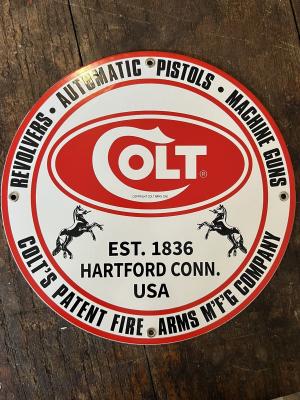 REVOLVERS · AUTOMATIC · PISTOLS · MACHINE GUNS
COLT
®
EST. 1836
HARTFORD CONN.
USA
COLT'S PATENT FIRE ARMS M'F'G COMPANY